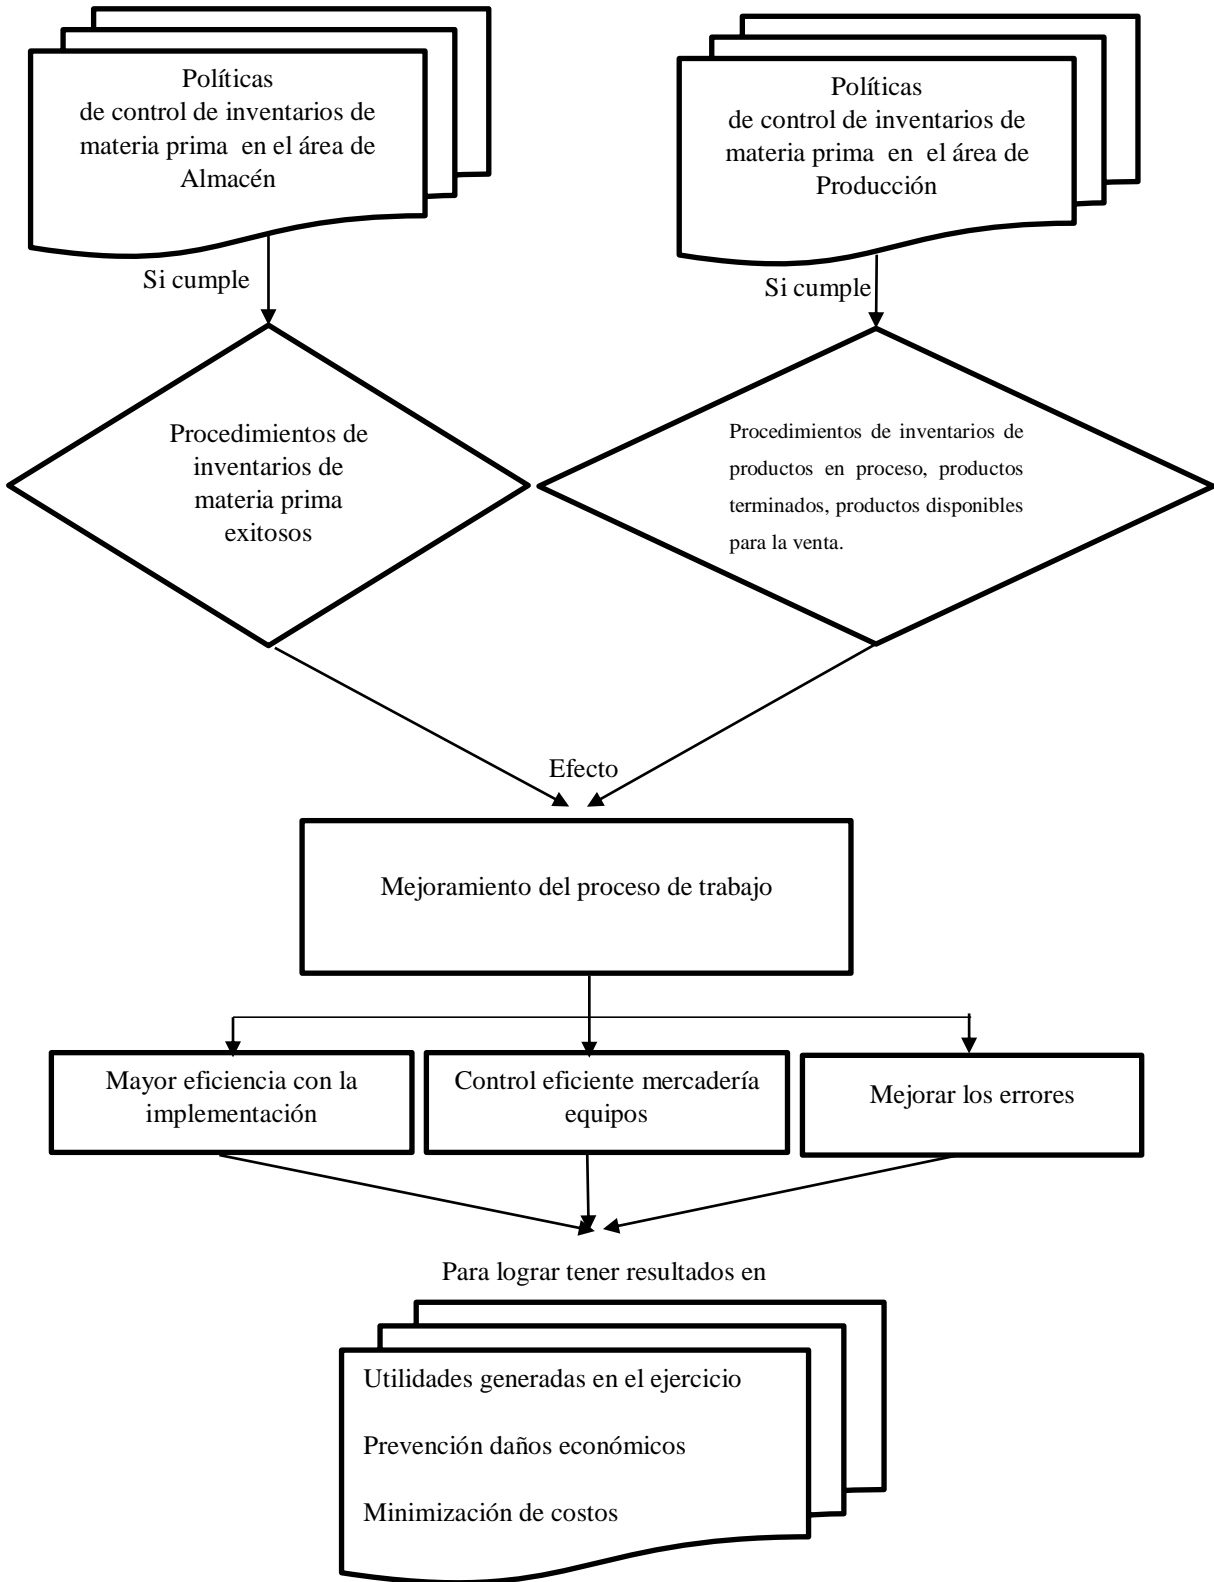 Políticas
de control de inventarios de
materia prima en el área de
Almacén
Políticas
de control de inventarios de
materia prima en el área de
Producción
Si cumple
Si cumple
Procedimientos de
inventarios de
materia prima
exitosos
Procedimientos de inventarios de
productos en proceso, productos
terminados, productos disponibles
para la venta.
Efecto
Mejoramiento del proceso de trabajo
Mayor eficiencia con la
implementación
Control eficiente mercadería
equipos
Mejorar los errores
Para lograr tener resultados en
Utilidades generadas en el ejercicio
Prevención daños económicos
Minimización de costos